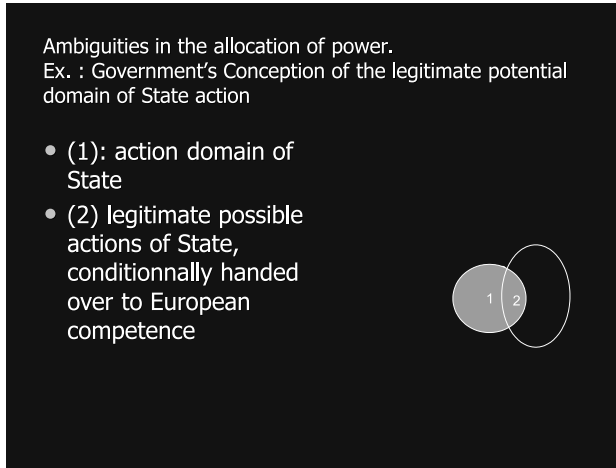 Ambiguities in the allocation of power.
Ex. : Government's Conception of the legitimate potential
domain of State action
• (1): action domain of
State
• (2) legitimate possible
actions of State,
conditionnally handed
over to European
competence
1 2